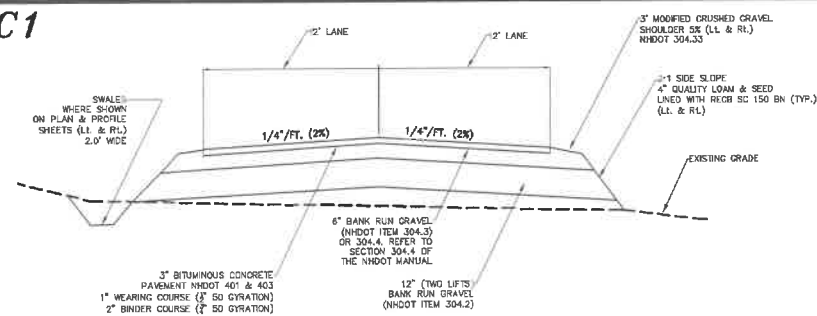 C1
2' LANE
2' LANE
3" MODIFIED CRUSHED GRAVEL
SHOULDER 5% (Lt. & Rt.)
NHDOT 304.33
SWALE
WHERE SHOWN
ON PLAN & PROFILE
SHEETS (Lt. & Rt.)
2.0' WIDE
:1 SIDE SLOPE
4" QUALITY LOAM & SEED
LINED WITH RECB SC 150 BN (TYP.)
(Lt. & Rt.)
1/4"/FT. (2%)
1/4"/FT. (2%)
EXISTING GRADE
6" BANK RUN GRAVEL
(NHDOT ITEM 304.3)
OR 304.4. REFER TO
SECTION 304.4 OF
THE NHDOT MANUAL
3" BITUMINOUS CONCRETE
PAVEMENT NHDOT 401 & 403
1" WEARING COURSE ( 50 GYRATION)
2" BINDER COURSE ( 50 GYRATION)
12" (TWO LIFTS)
BANK RUN GRAVEL
(NHDOT ITEM 304.2)